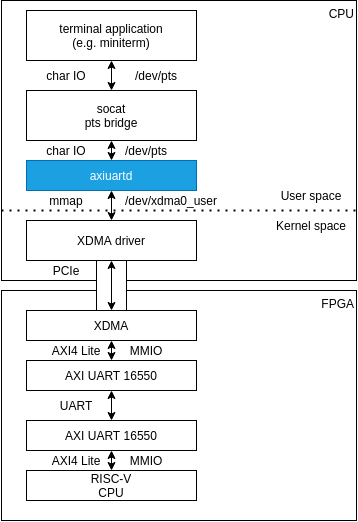 CPU
terminal application
(e.g. miniterm)
char IO /dev/pts
socat
pts bridge
char IO /dev/pts
axiuartd
mmap /dev/xdma0_user
User space
Kernel space
XDMA driver
PCIe
FPGA
XDMA
AXI4 Lite MMIO
AXI UART 16550
UART
AXI UART 16550
AXI4 Lite MMIO
RISC-V
CPU